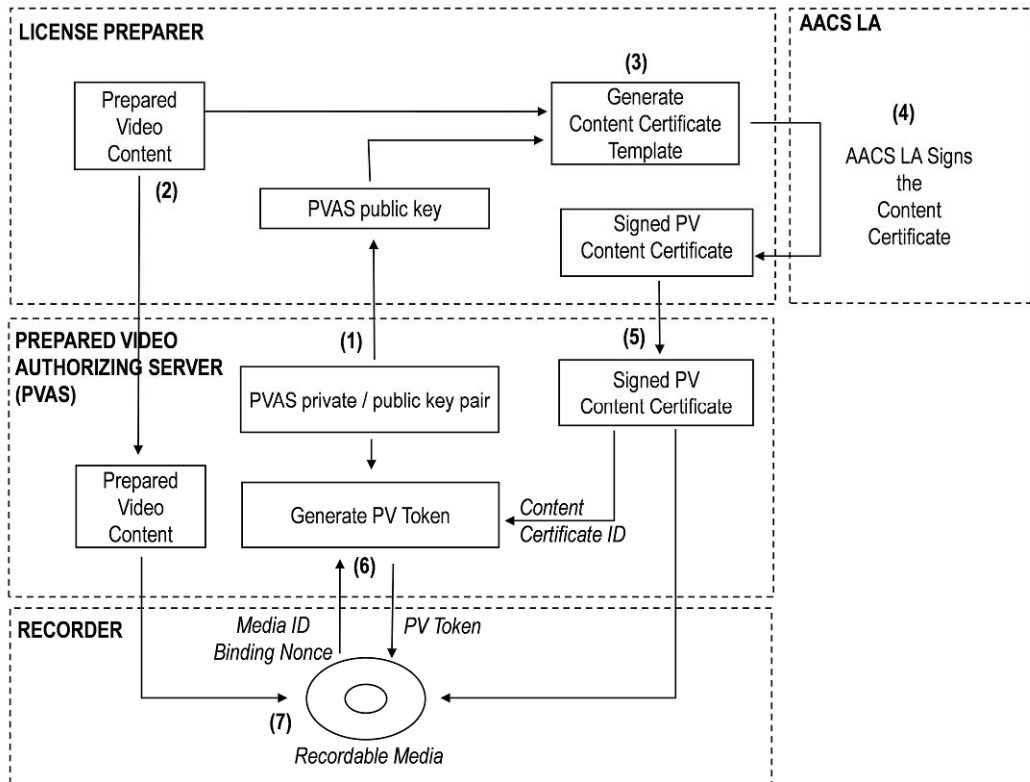 LICENSE PREPARER
AACS LA
Prepared
Video
Content
(2)
(3)
Generate
Content Certificate
Template
(4)
AACS LA Signs
the
Content
Certificate
PVAS public key
Signed PV
Content Certificate
PREPARED VIDEO
AUTHORIZING SERVER
(PVAS)
(1)
PVAS private / public key pair
(5)
Signed PV
Content Certificate
Prepared
Video
Content
Generate PV Token
Content
Certificate ID
(6)
RECORDER
Media ID
Binding Nonce
PV Token
(7)
Recordable Media